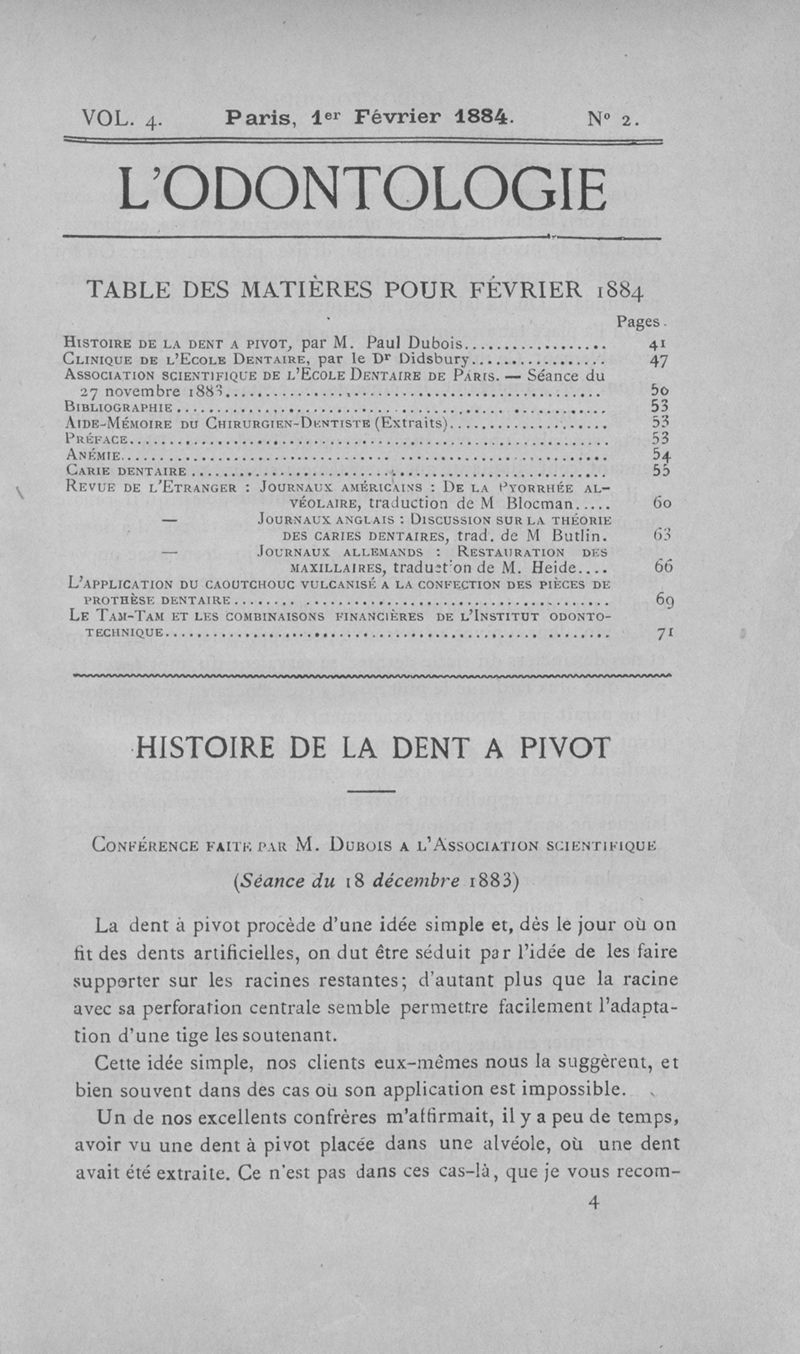 VOL. 4. Paris, 1er Février 1884. N° 2.
L'ODONTOLOGIE
TABLE DES MATIÈRES POUR FÉVRIER 1884
Pages.
HISTOIRE DE LA DENT A PIVOT, par M. Paul Dubois................. 41
CLINIQUE DE L'ECOLE DENTAIRE, par le Dr Didsbury................. 47
ASSOCIATION SCIENTIFIQUE DE L'ECOLE DENTAIRE DE PARIS. — Séance du
27 novembre 1883................................................ 50
BIBLIOGRAPHIE................................................ 53
AIDE-MÉMOIRE DU CHIRURGIEN-DENTISTE (Extraits).................... 53
PRÉFACE................................................ 53
ANÉMIE................................................ 54
CARIE DENTAIRE................................................ 55
REVUE DE L'ETRANGER : JOURNAUX AMÉRICAINS : DE LA PYORRHÉE AL-
VÉOLAIRE, traduction de M Blocman..... 60
— JOURNAUX ANGLAIS : DISCUSSION SUR LA THÉORIE
DES CARIES DENTAIRES, trad. de M Butlin. 63
— JOURNAUX ALLEMANDS : RESTAURATION DES
MAXILLAIRES, traduction de M. Heide.... 66
L'APPLICATION DU CAOUTCHOUC VULCANISÉ A LA CONFECTION DES PIÈCES DE
PROTHÈSE DENTAIRE................................................ 69
LE TAM-TAM ET LES COMBINAISONS FINANCIÈRES DE L'INSTITUT ODONTO-
TECHNIQUE................................................ 71
HISTOIRE DE LA DENT A PIVOT
CONFÉRENCE FAITE PAR M. DUBOIS A L'ASSOCIATION SCIENTIFIQUE
(Séance du 18 décembre 1883)
La dent à pivot procède d'une idée simple et, dès le jour où on
fit des dents artificielles, on dut être séduit par l'idée de les faire
supporter sur les racines restantes; d'autant plus que la racine
avec sa perforation centrale semble permettre facilement l'adapta-
tion d'une tige les soutenant.
Cette idée simple, nos clients eux-mêmes nous la suggèrent, et
bien souvent dans des cas où son application est impossible.
Un de nos excellents confrères m'affirmait, il y a peu de temps,
avoir vu une dent à pivot placée dans une alvéole, où une dent
avait été extraite. Ce n'est pas dans ces cas-là, que je vous recom-
4